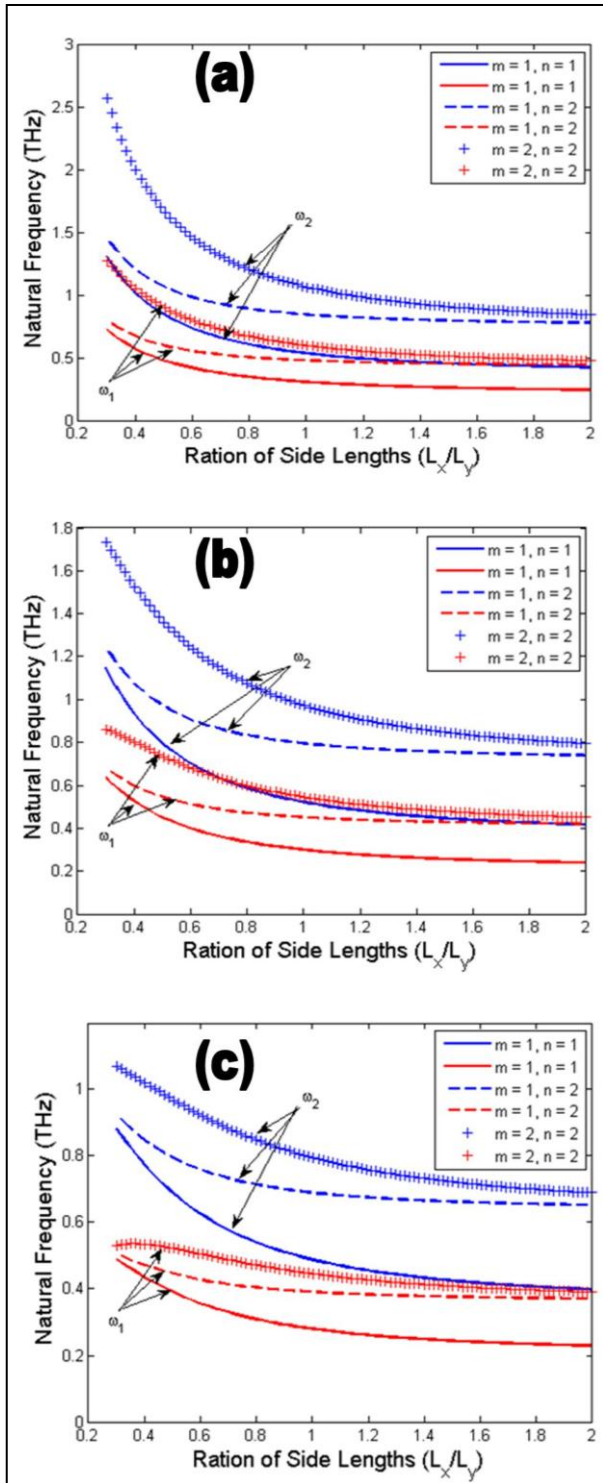 (a)
3
2.5
2
1.5
1
0.5
0
Natural Frequency (THz)
m = 1, n = 1
m = 1, n = 1
m = 1, n = 2
m = 1, n = 2
m = 2, n = 2
m = 2, n = 2
ω2
ω1
0.2 0.4 0.6 0.8 1 1.2 1.4 1.6 1.8 2
Ration of Side Lengths (Lx/Ly)
(b)
1.8
1.6
1.4
1.2
1
0.8
0.6
0.4
0.2
0
Natural Frequency (THz)
m = 1, n = 1
m = 1, n = 1
m = 1, n = 2
m = 1, n = 2
m = 2, n = 2
m = 2, n = 2
ω2
ω1
0.2 0.4 0.6 0.8 1 1.2 1.4 1.6 1.8 2
Ration of Side Lengths (Lx/Ly)
(c)
1
0.8
0.6
0.4
0.2
0
Natural Frequency (THz)
m = 1, n = 1
m = 1, n = 1
m = 1, n = 2
m = 1, n = 2
m = 2, n = 2
m = 2, n = 2
ω2
ω1
0.2 0.4 0.6 0.8 1 1.2 1.4 1.6 1.8 2
Ration of Side Lengths (Lx/Ly)